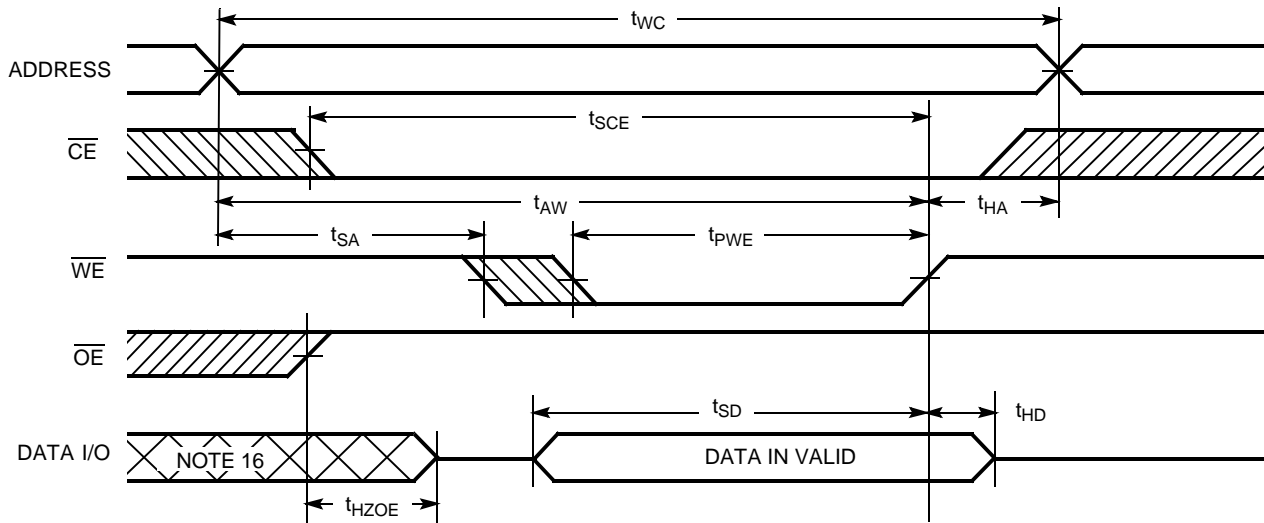 tWC
ADDRESS
tSCE
CE
tAW
tHA
tSA
tPWE
WE
OE
tSD
tHD
DATA I/O
NOTE 16
DATA IN VALID
tHZOE